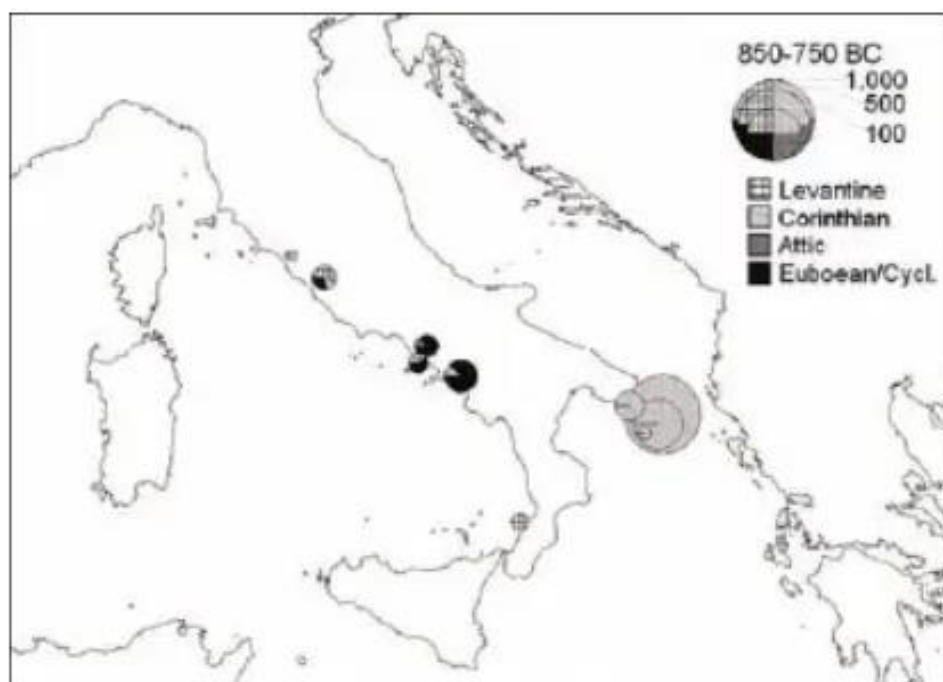 850-750 BC
1.000
500
100
Levantine
Corinthian
Attic
Euboean/Cycl.